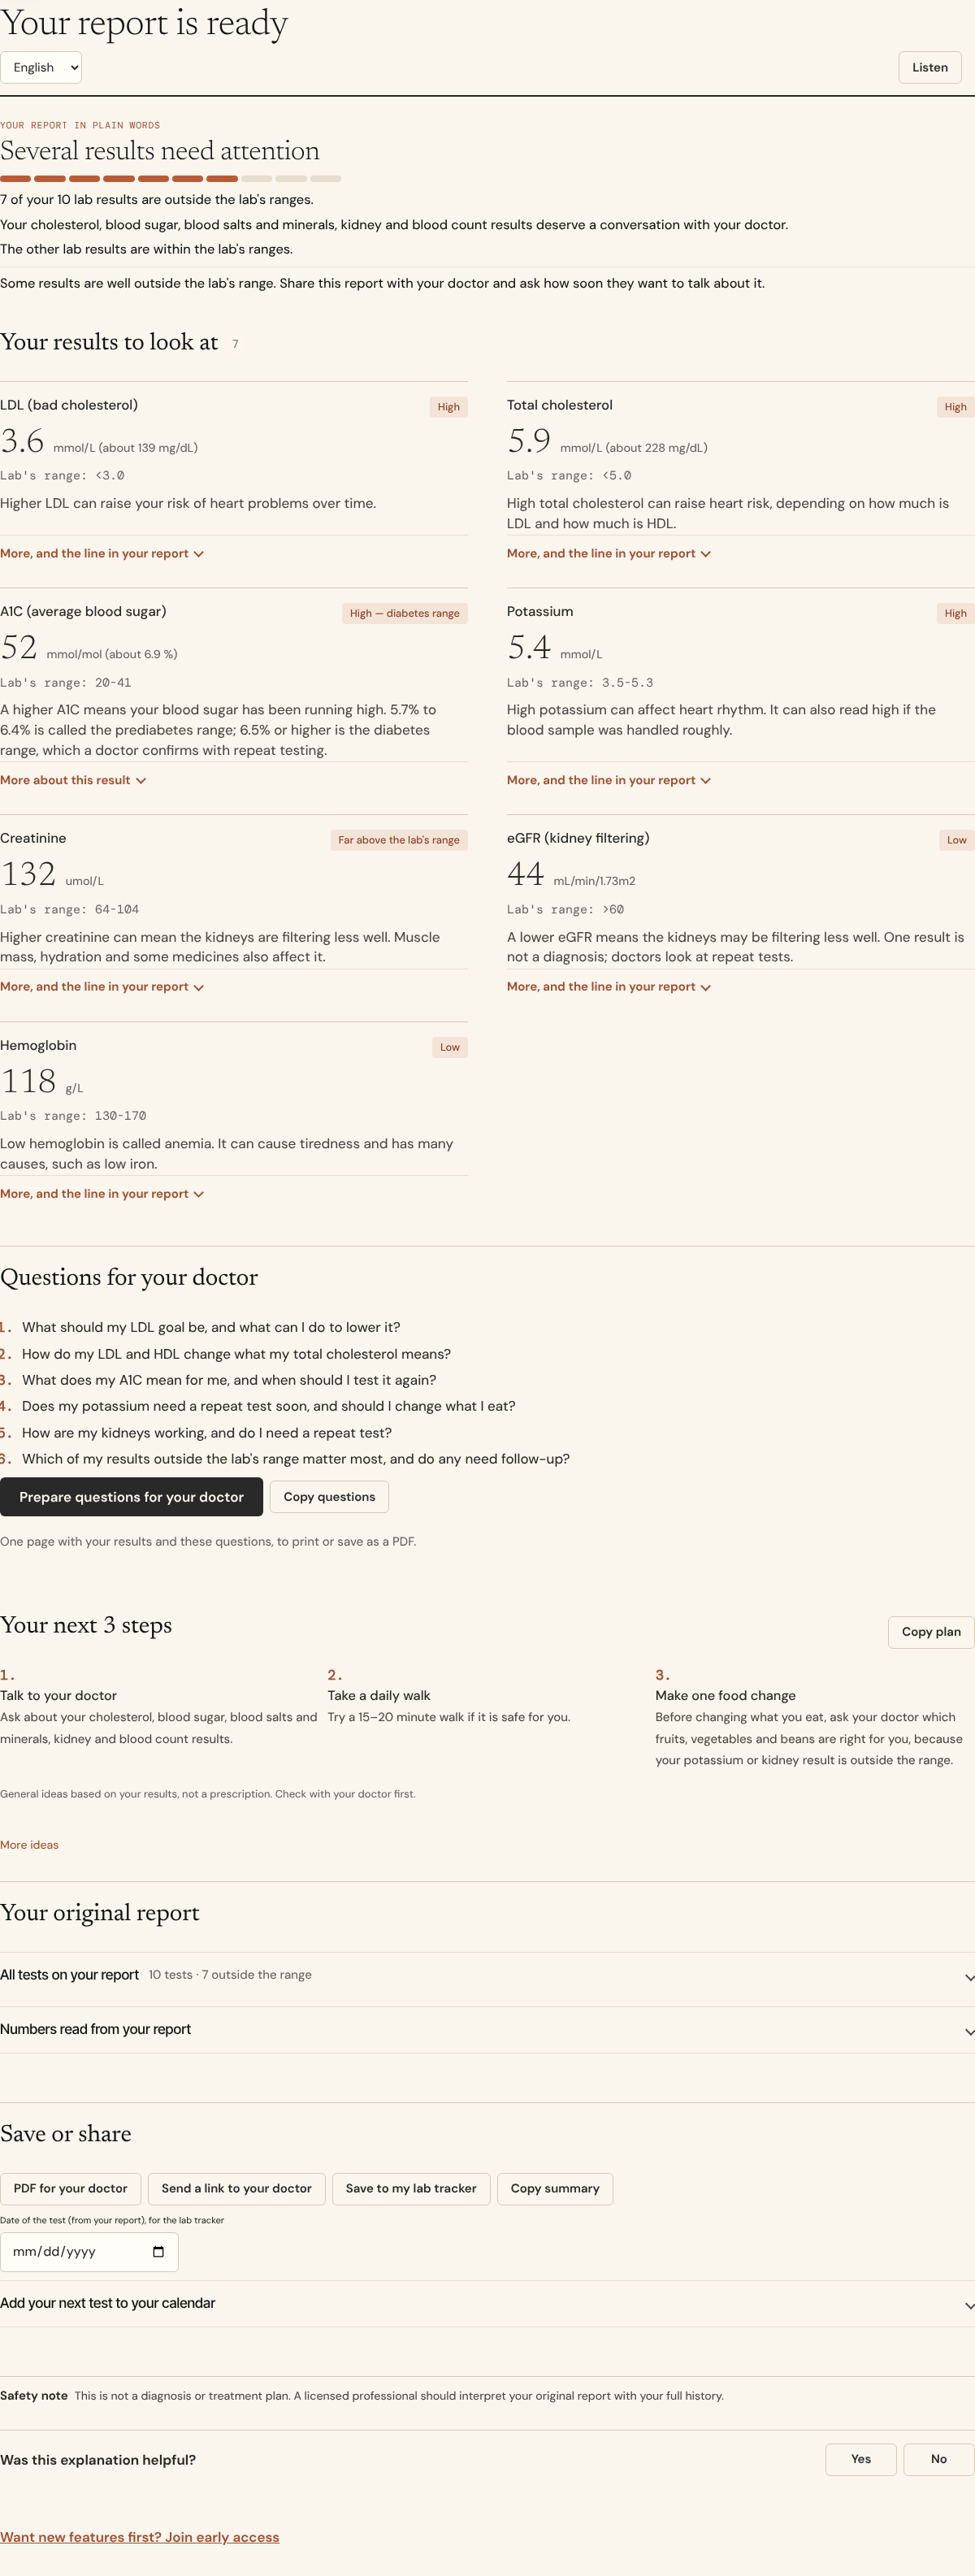 Your report is ready
English
Listen
YOUR REPORT IN PLAIN WORDS
Several results need attention
7 of your 10 lab results are outside the lab's ranges.
Your cholesterol, blood sugar, blood salts and minerals, kidney and blood count results deserve a conversation with your doctor.
The other lab results are within the lab's ranges.
Some results are well outside the lab's range. Share this report with your doctor and ask how soon they want to talk about it.
Your results to look at 7
LDL (bad cholesterol) High
3.6 mmol/L (about 139 mg/dL)
Lab's range: <3.0
Higher LDL can raise your risk of heart problems over time.
More, and the line in your report
Total cholesterol High
5.9 mmol/L (about 228 mg/dL)
Lab's range: <5.0
High total cholesterol can raise heart risk, depending on how much is
LDL and how much is HDL.
More, and the line in your report
A1C (average blood sugar) High — diabetes range
52 mmol/mol (about 6.9 %)
Lab's range: 20-41
A higher A1C means your blood sugar has been running high. 5.7% to
6.4% is called the prediabetes range; 6.5% or higher is the diabetes
range, which a doctor confirms with repeat testing.
More about this result
Potassium High
5.4 mmol/L
Lab's range: 3.5-5.3
High potassium can affect heart rhythm. It can also read high if the
blood sample was handled roughly.
More, and the line in your report
Creatinine Far above the lab's range
132 umol/L
Lab's range: 64-104
Higher creatinine can mean the kidneys are filtering less well. Muscle
mass, hydration and some medicines also affect it.
More, and the line in your report
eGFR (kidney filtering) Low
44 mL/min/1.73m2
Lab's range: >60
A lower eGFR means the kidneys may be filtering less well. One result is
not a diagnosis; doctors look at repeat tests.
More, and the line in your report
Hemoglobin Low
118 g/L
Lab's range: 130-170
Low hemoglobin is called anemia. It can cause tiredness and has many
causes, such as low iron.
More, and the line in your report
Questions for your doctor
1. What should my LDL goal be, and what can I do to lower it?
2. How do my LDL and HDL change what my total cholesterol means?
3. What does my A1C mean for me, and when should I test it again?
4. Does my potassium need a repeat test soon, and should I change what I eat?
5. How are my kidneys working, and do I need a repeat test?
6. Which of my results outside the lab's range matter most, and do any need follow-up?
Prepare questions for your doctor
Copy questions
One page with your results and these questions, to print or save as a PDF.
Your next 3 steps
Copy plan
1.
Talk to your doctor
Ask about your cholesterol, blood sugar, blood salts and
minerals, kidney and blood count results.
2.
Take a daily walk
Try a 15–20 minute walk if it is safe for you.
3.
Make one food change
Before changing what you eat, ask your doctor which
fruits, vegetables and beans are right for you, because
your potassium or kidney result is outside the range.
General ideas based on your results, not a prescription. Check with your doctor first.
More ideas
Your original report
All tests on your report 10 tests · 7 outside the range
Numbers read from your report
Save or share
PDF for your doctor
Send a link to your doctor
Save to my lab tracker
Copy summary
Date of the test (from your report), for the lab tracker
mm/dd/yyyy
Add your next test to your calendar
Safety note This is not a diagnosis or treatment plan. A licensed professional should interpret your original report with your full history.
Was this explanation helpful?
Yes
No
Want new features first? Join early access